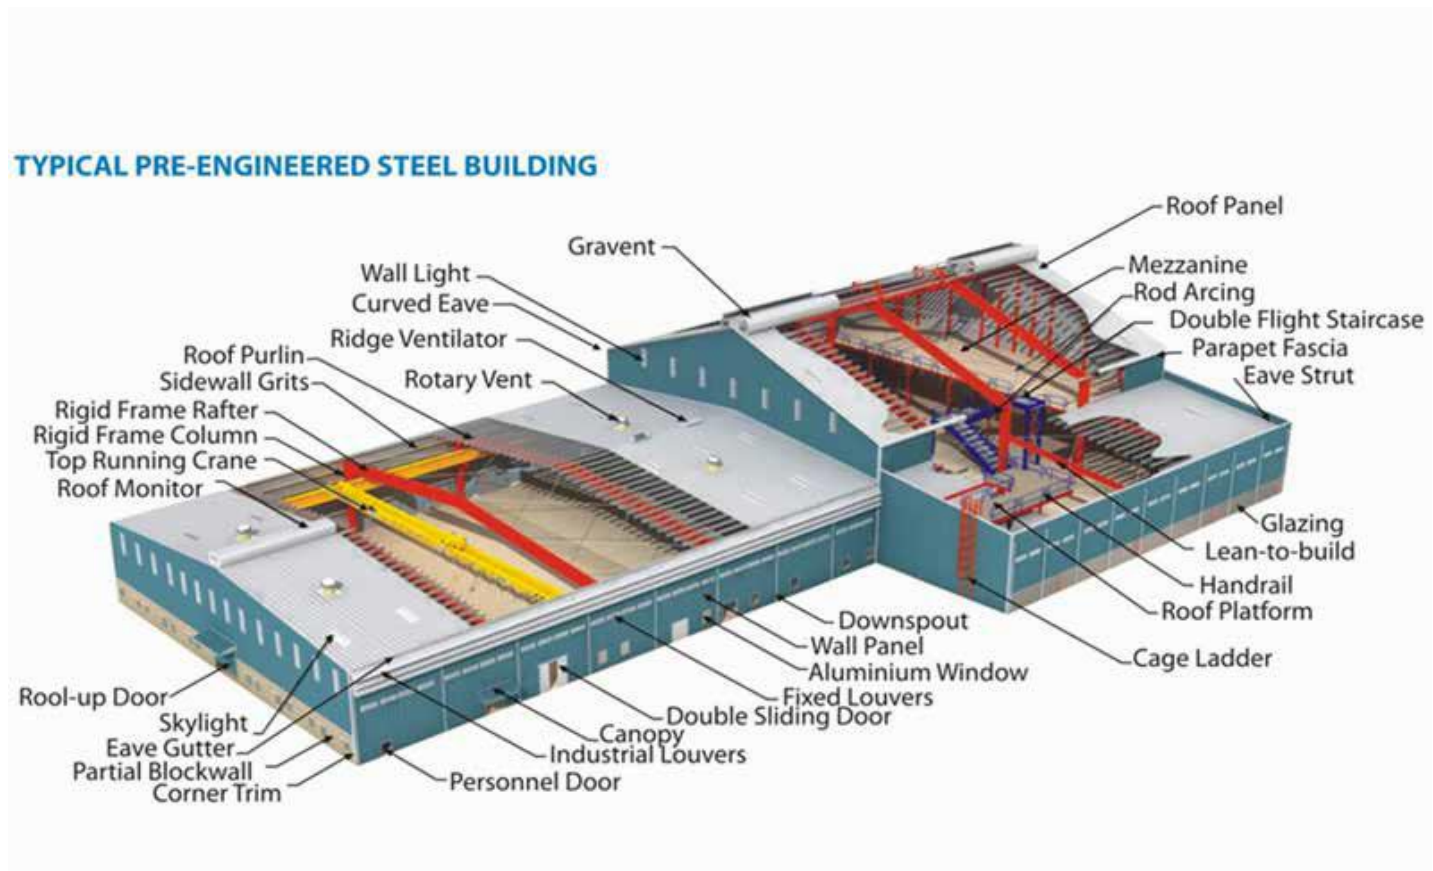 TYPICAL PRE-ENGINEERED STEEL BUILDING
Roof Panel
Gravent
Mezzanine
Wall Light
Rod Arcing
Curved Eave
Double Flight Staircase
Ridge Ventilator
Parapet Fascia
Roof Purlin
Eave Strut
Sidewall Grits
Rotary Vent
Rigid Frame Rafter
Rigid Frame Column
Top Running Crane
Roof Monitor
Glazing
Lean-to-build
Handrail
Roof Platform
Downspout
Wall Panel
Cage Ladder
Aluminium Window
Rool-up Door
Fixed Louvers
Skylight
Double Sliding Door
Canopy
Eave Gutter
Industrial Louvers
Partial Blockwall
Personnel Door
Corner Trim